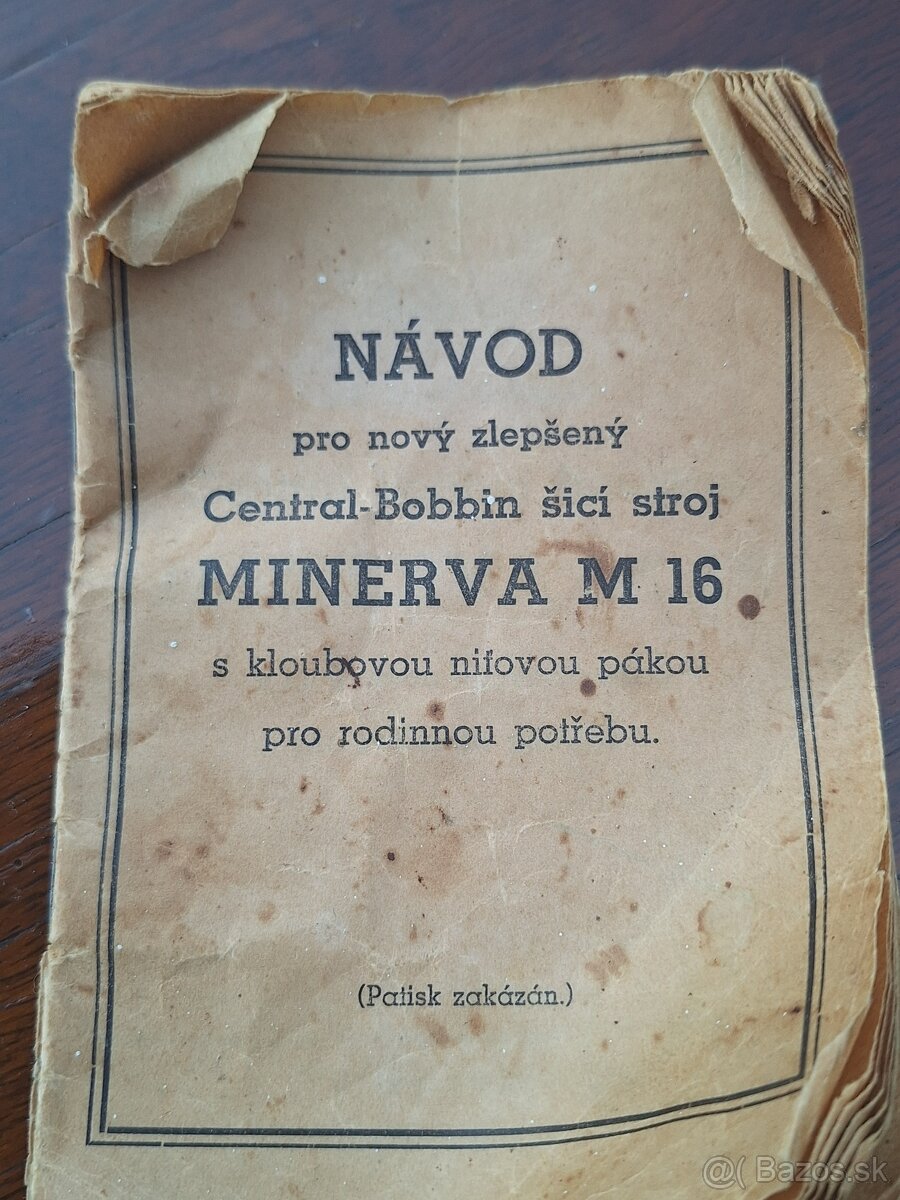 NÁVOD
pro nový zlepšený
Central-Bobbin šicí stroj
MINERVA M 16
s kloubovou niťovou pákou
pro rodinnou potřebu.
(Patisk zakázán.)
@( Bazos.sk